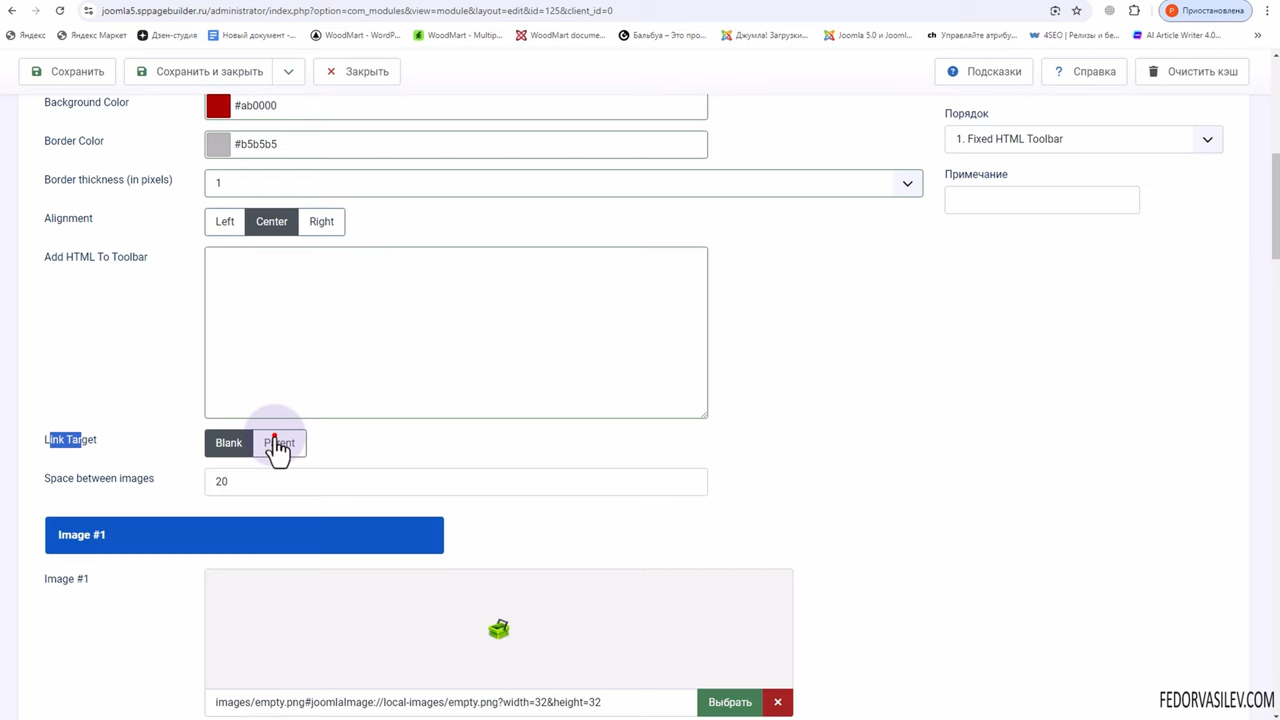 joomla5.sppagebuilder.ru/administrator/index.php?option=com_modules&view=module&layout=edit&id=125&client_id=0
Приостановлена
Яндекс
Яндекс Маркет
Дзен-студия
Новый документ -...
WoodMart - WordP...
WoodMart - Multip...
WoodMart docume...
Бальбуа – Это про...
Джумла! Загрузки...
Joomla 5.0 и Jooml...
Управляйте атрибу...
4SEO | Релизы и бе...
AI Article Writer 4.0...
Сохранить
Сохранить и закрыть
Закрыть
Подсказки
Справка
Очистить кэш
Background Color
#ab0000
Border Color
#b5b5b5
Border thickness (in pixels)
1
Alignment
Left
Center
Right
Add HTML To Toolbar
Link Target
Blank
Parent
Space between images
20
Image #1
Image #1
images/empty.png#joomlaImage://local-images/empty.png?width=32&height=32
Выбрать
Порядок
1. Fixed HTML Toolbar
Примечание
FEDORVASILEV.COM